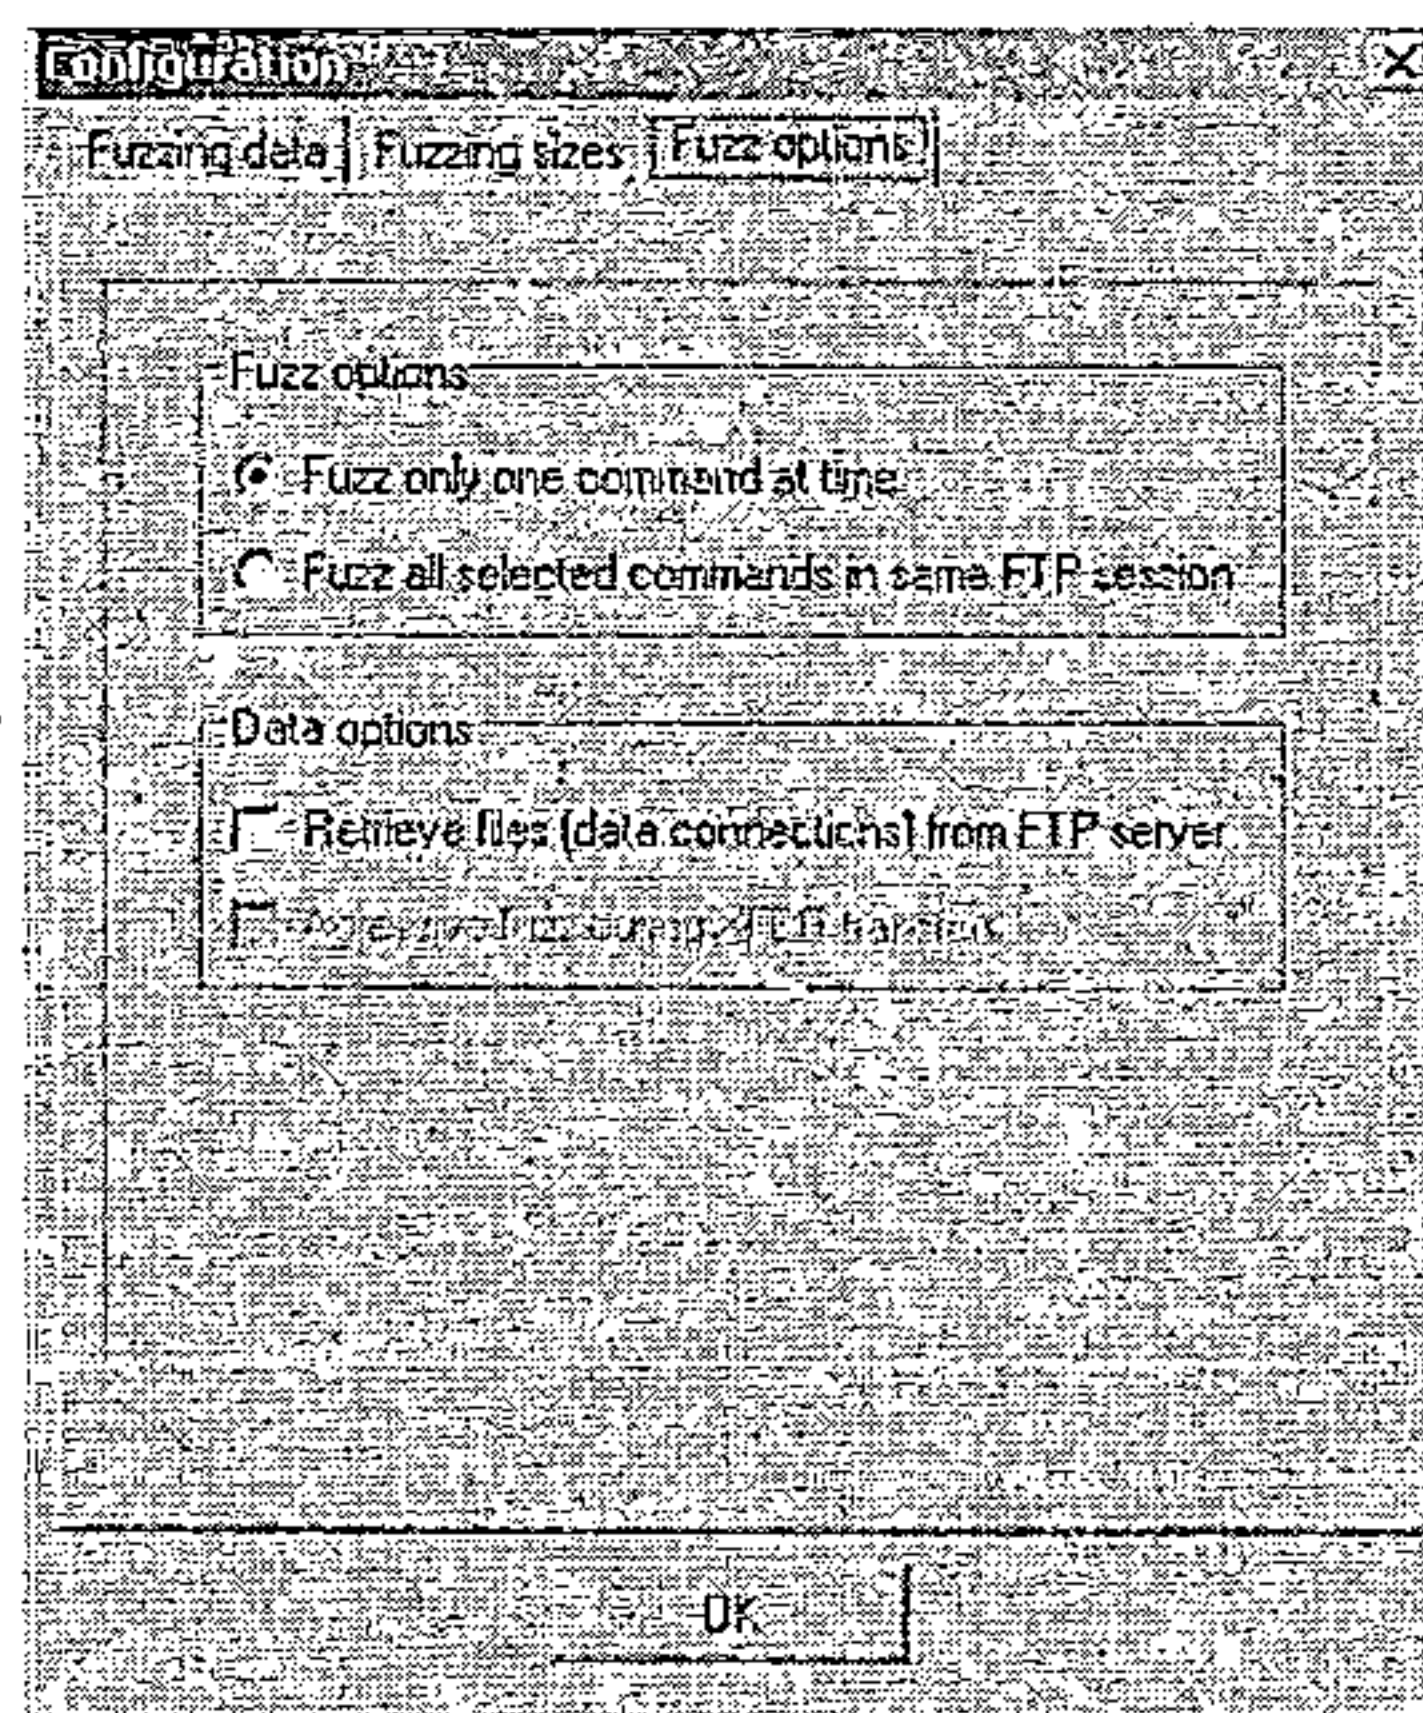 Configuration
Fuzzing data Fuzzing sizes Fuzz options
Fuzz options
Fuzz only one command at time
Fuzz all selected commands in same FTP session
Data options
Retrieve files (data connections) from FTP server
OK